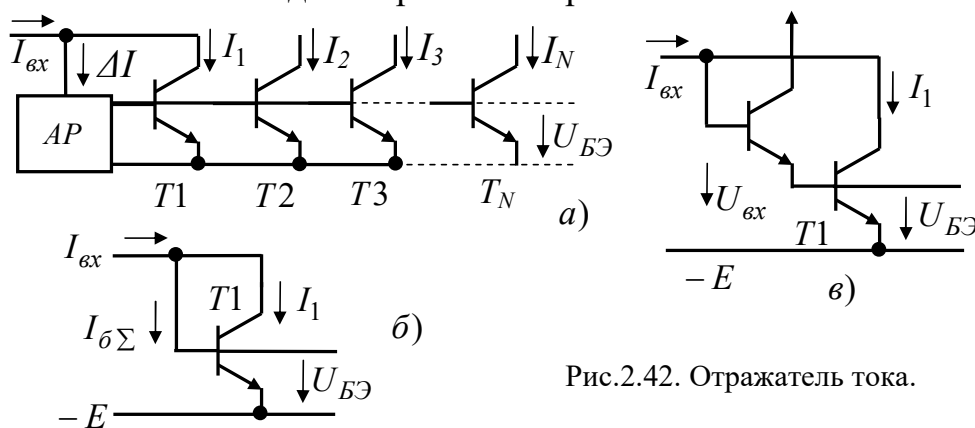 I_вх ΔI I_1 I_2 I_3 I_N
АР U_БЭ
T1 T2 T3 T_N а)
I_вх I_1
U_вх T1 U_БЭ
– E в)
I_вх T1 I_1
I_б∑ б)
U_БЭ
– E
Рис.2.42. Отражатель тока.